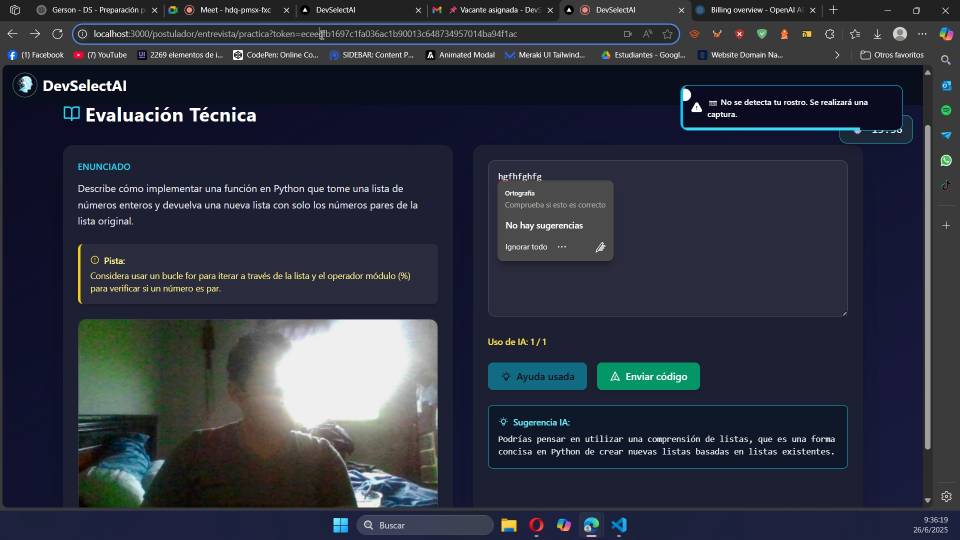 Gerson - DS - Preparación p
Meet - hdq-pmsx-fxc
DevSelectAI
Vacante asignada - DevS
DevSelectAI
Billing overview - OpenAI A
localhost:3000/postulador/entrevista/practica?token=
Facebook
(7) YouTube
2269 elementos de i...
CodePen: Online Co...
SIDEBAR: Content P...
Animated Modal
Meraki UI Tailwind...
Estudiantes - Googl...
Website Domain Na...
Otros favoritos
DevSelectAI
No se detecta tu rostro. Se realizará una
captura.
Evaluación Técnica
ENUNCIADO
Describe cómo implementar una función en Python que tome una lista de
números enteros y devuelva una nueva lista con solo los números pares de la
lista original.
Pista:
Considera usar un bucle for para iterar a través de la lista y el operador módulo (%)
para verificar si un número es par.
hgfhfghfg
Ortografía
Comprueba si esto es correcto
No hay sugerencias
Ignorar todo
Uso de IA: 1 / 1
Ayuda usada
Enviar código
Sugerencia IA:
Podrías pensar en utilizar una comprensión de listas, que es una forma
concisa en Python de crear nuevas listas basadas en listas existentes.
Buscar
9:36:19
26/6/2025